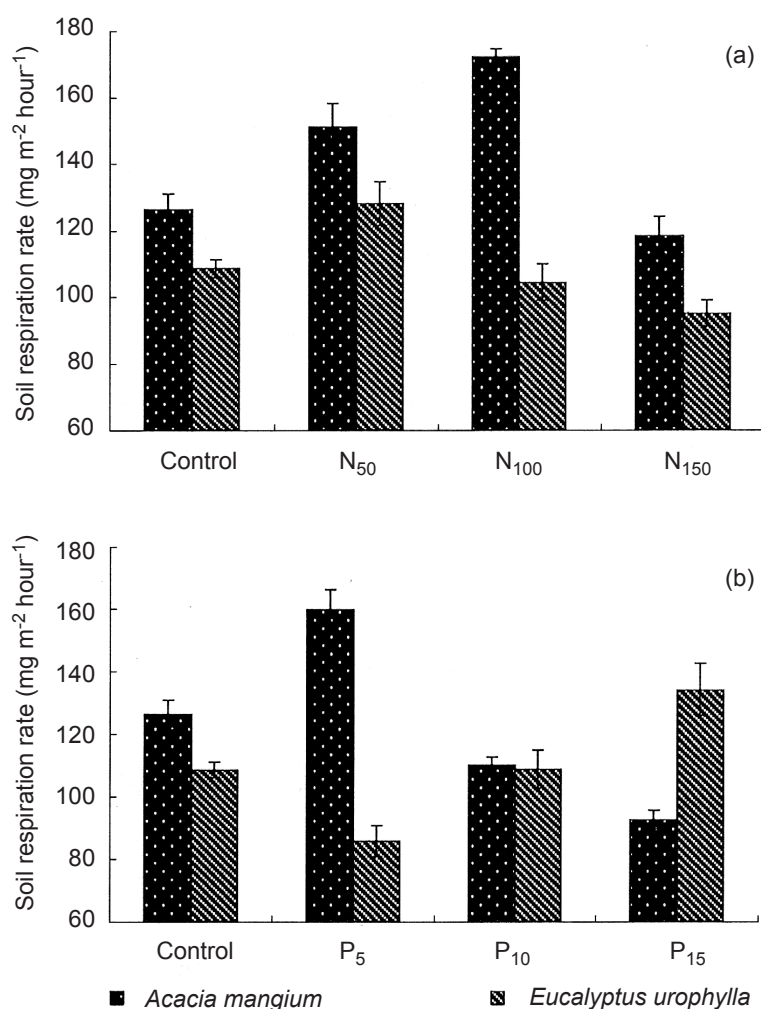 180
160
140
120
100
80
60
Soil respiration rate (mg m⁻² hour⁻¹)
(a)
Control N₅₀ N₁₀₀ N₁₅₀
180
160
140
120
100
80
60
Soil respiration rate (mg m⁻² hour⁻¹)
(b)
Control P₅ P₁₀ P₁₅
Acacia mangium Eucalyptus urophylla